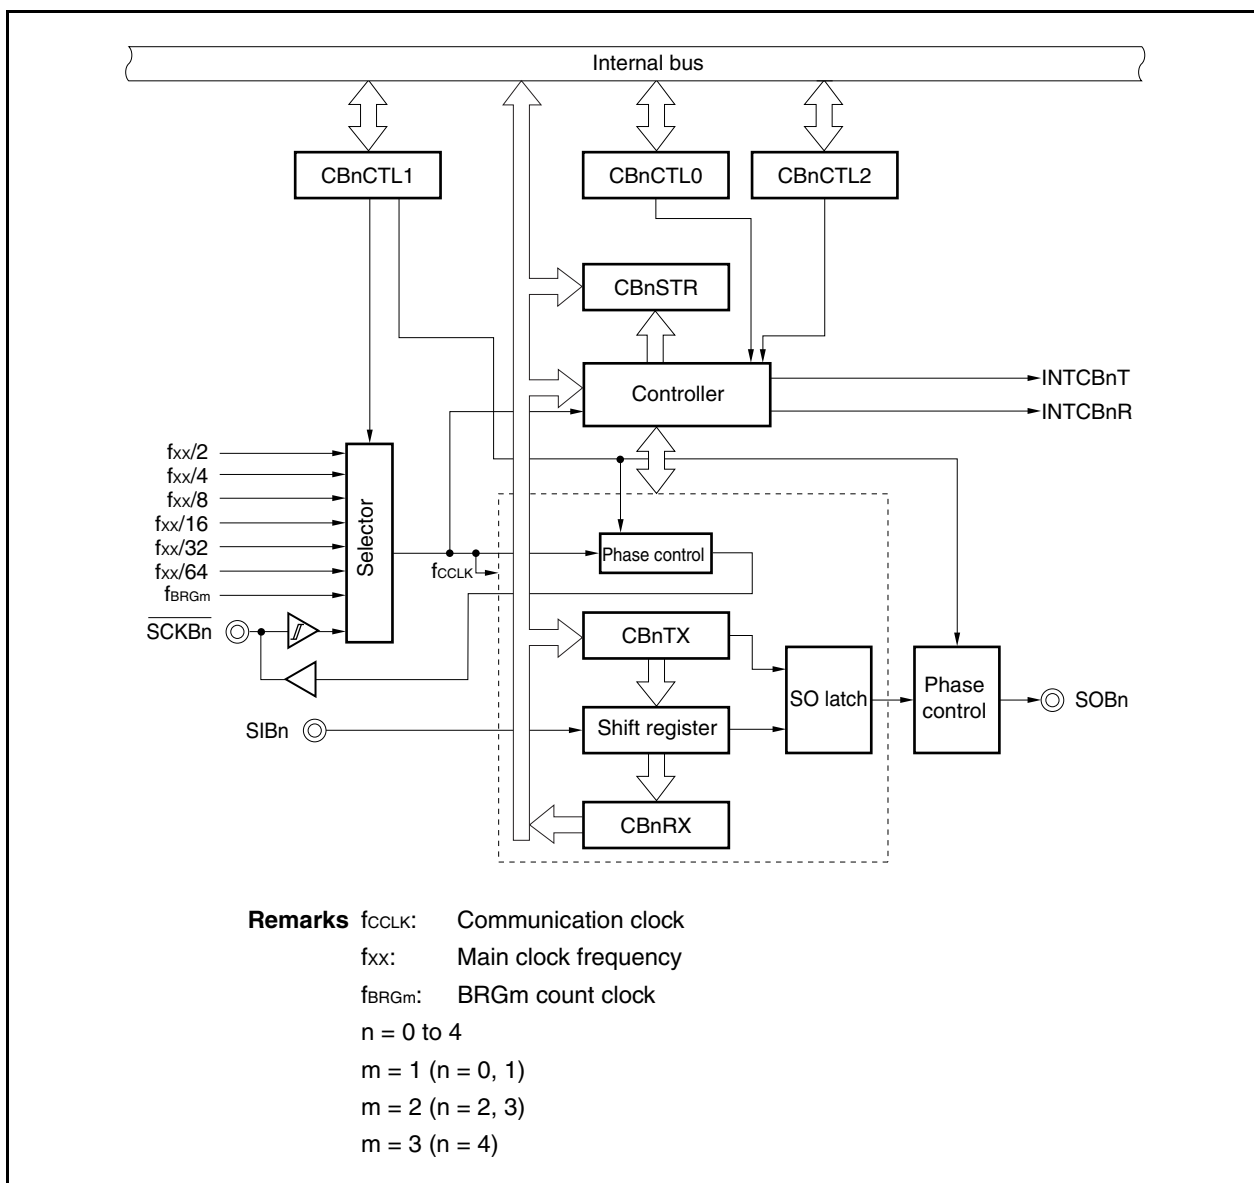 Internal bus
CBnCTL1
CBnCTL0
CBnCTL2
CBnSTR
Controller
INTCBnT
INTCBnR
fxx/2
fxx/4
fxx/8
fxx/16
fxx/32
fxx/64
fBRGm
SCKBn
Selector
fCCLK
Phase control
CBnTX
SO latch
Phase
control
SOBn
SIBn
Shift register
CBnRX
Remarks fCCLK: Communication clock
fxx: Main clock frequency
fBRGm: BRGm count clock
n = 0 to 4
m = 1 (n = 0, 1)
m = 2 (n = 2, 3)
m = 3 (n = 4)